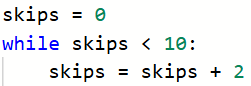 skips = 0
while skips < 10:
    skips = skips + 2